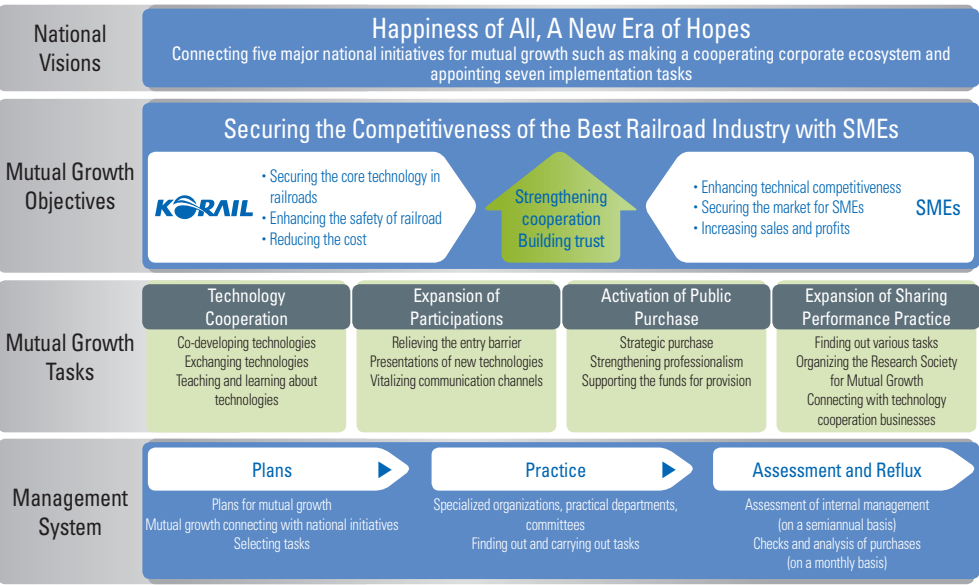 National
Visions
Happiness of All, A New Era of Hopes
Connecting five major national initiatives for mutual growth such as making a cooperating corporate ecosystem and
appointing seven implementation tasks
Mutual Growth
Objectives
Securing the Competitiveness of the Best Railroad Industry with SMEs
KORAIL
• Securing the core technology in
railroads
• Enhancing the safety of railroad
• Reducing the cost
Strengthening
cooperation
Building trust
• Enhancing technical competitiveness
• Securing the market for SMEs
• Increasing sales and profits
SMEs
Mutual Growth
Tasks
Technology
Cooperation
Co-developing technologies
Exchanging technologies
Teaching and learning about
technologies
Expansion of
Participations
Relieving the entry barrier
Presentations of new technologies
Vitalizing communication channels
Activation of Public
Purchase
Strategic purchase
Strengthening professionalism
Supporting the funds for provision
Expansion of Sharing
Performance Practice
Finding out various tasks
Organizing the Research Society
for Mutual Growth
Connecting with technology
cooperation businesses
Management
System
Plans
Plans for mutual growth
Mutual growth connecting with national initiatives
Selecting tasks
Practice
Specialized organizations, practical departments,
committees
Finding out and carrying out tasks
Assessment and Reflux
Assessment of internal management
(on a semiannual basis)
Checks and analysis of purchases
(on a monthly basis)